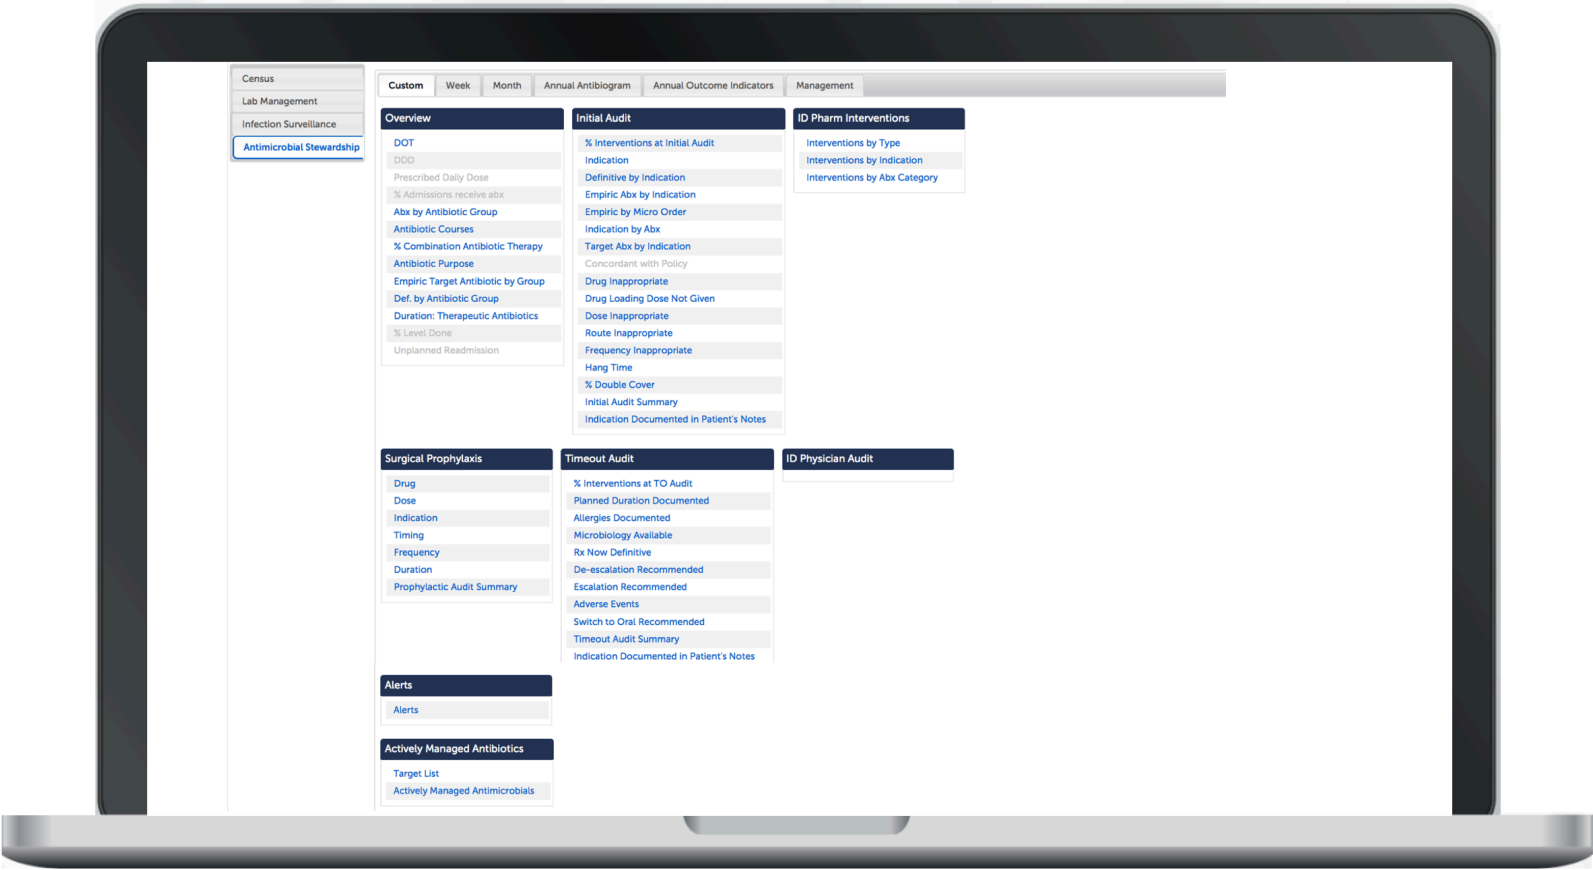 Census
Lab Management
Infection Surveillance
Antimicrobial Stewardship
Custom
Week
Month
Annual Antibiogram
Annual Outcome Indicators
Management
Overview
DOT
DDD
Prescribed Daily Dose
% Admissions receive abx
Abx by Antibiotic Group
Antibiotic Courses
% Combination Antibiotic Therapy
Antibiotic Purpose
Empiric Target Antibiotic by Group
Def. by Antibiotic Group
Duration: Therapeutic Antibiotics
% Level Done
Unplanned Readmission
Initial Audit
% Interventions at Initial Audit
Indication
Definitive by Indication
Empiric Abx by Indication
Empiric by Micro Order
Indication by Abx
Target Abx by Indication
Concordant with Policy
Drug Inappropriate
Drug Loading Dose Not Given
Dose Inappropriate
Route Inappropriate
Frequency Inappropriate
Hang Time
% Double Cover
Initial Audit Summary
Indication Documented in Patient's Notes
ID Pharm Interventions
Interventions by Type
Interventions by Indication
Interventions by Abx Category
Surgical Prophylaxis
Drug
Dose
Indication
Timing
Frequency
Duration
Prophylactic Audit Summary
Timeout Audit
% Interventions at TO Audit
Planned Duration Documented
Allergies Documented
Microbiology Available
Rx Now Definitive
De-escalation Recommended
Escalation Recommended
Adverse Events
Switch to Oral Recommended
Timeout Audit Summary
Indication Documented in Patient's Notes
ID Physician Audit
Alerts
Alerts
Actively Managed Antibiotics
Target List
Actively Managed Antimicrobials